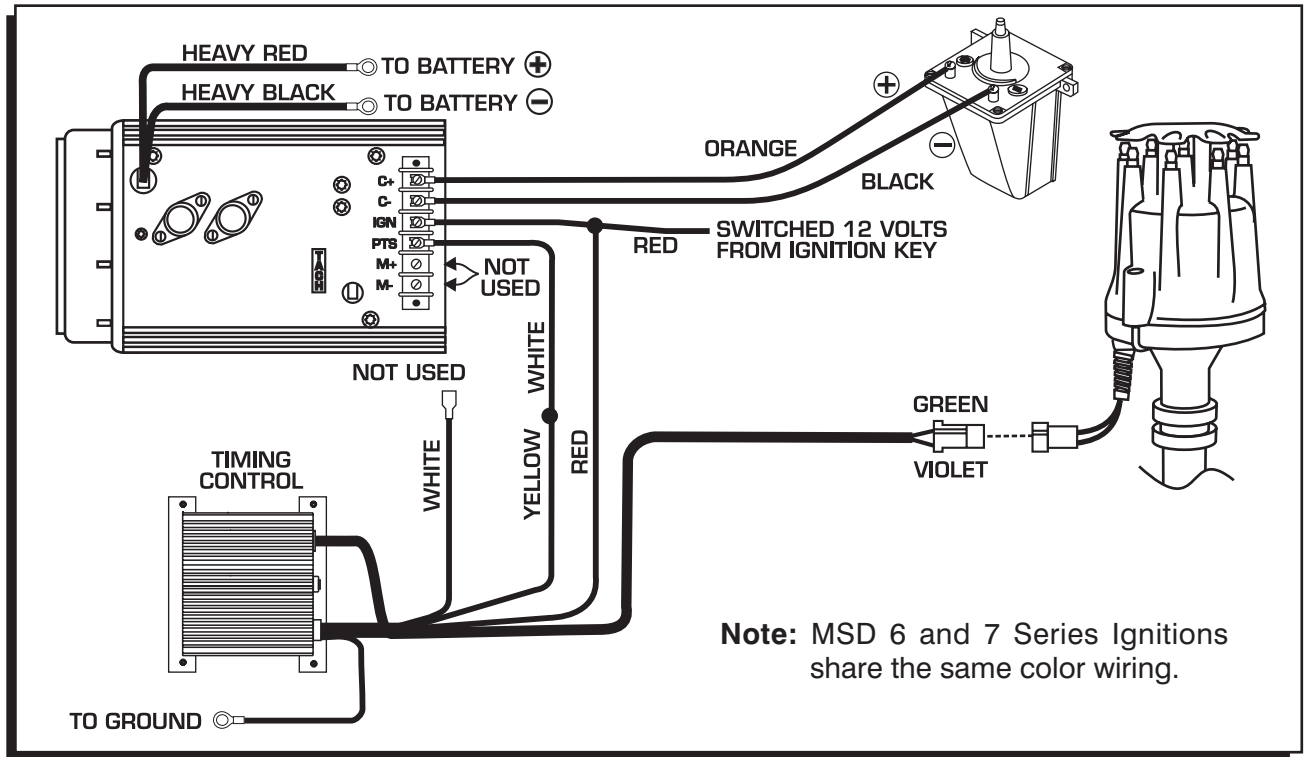 HEAVY RED
TO BATTERY +
HEAVY BLACK
TO BATTERY −
+
ORANGE
−
BLACK
C+
C-
IGN
PTS
M+
M-
TACH
NOT
USED
RED
SWITCHED 12 VOLTS
FROM IGNITION KEY
NOT USED
WHITE
WHITE
YELLOW
RED
GREEN
VIOLET
TIMING
CONTROL
TO GROUND
Note: MSD 6 and 7 Series Ignitions
share the same color wiring.